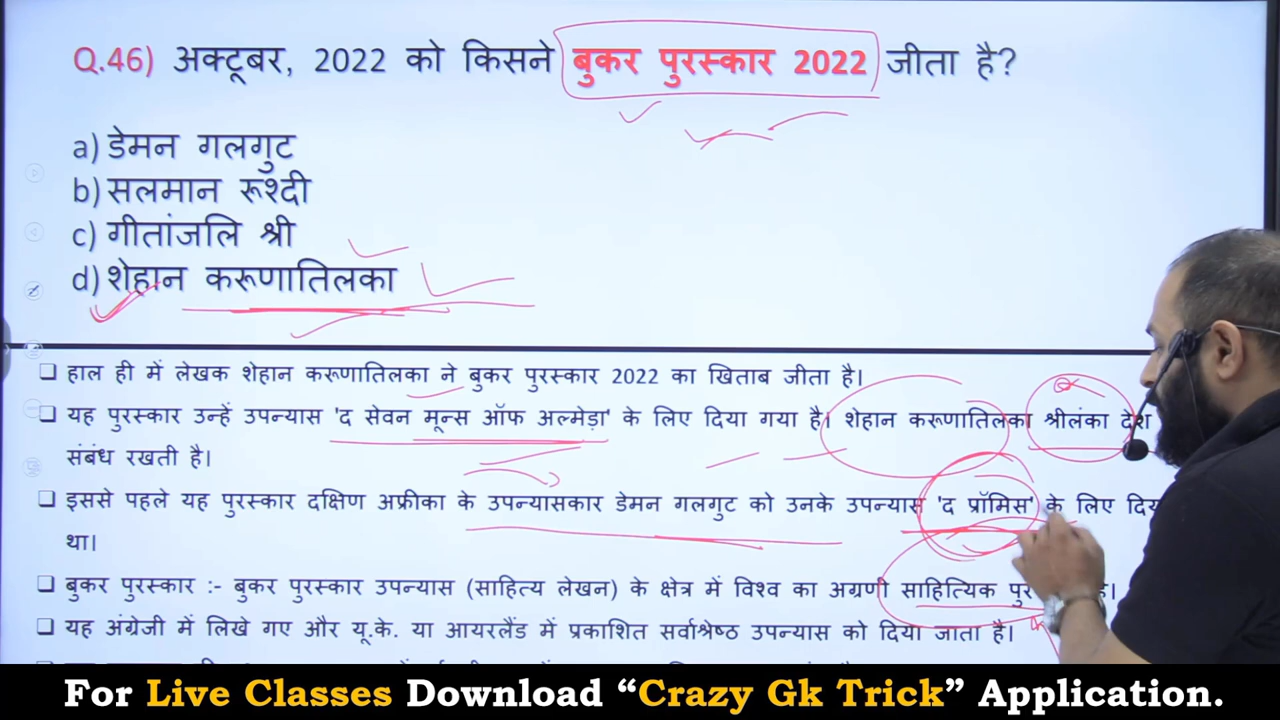 Q.46) अक्टूबर, 2022 को किसने बुकर पुरस्कार 2022 जीता है?
a) डेमन गलगुट
b) सलमान रूश्दी
c) गीतांजलि श्री
d) शेहान करूणातिलका
❑ हाल ही में लेखक शेहान करूणातिलका ने बुकर पुरस्कार 2022 का खिताब जीता है।
❑ यह पुरस्कार उन्हें उपन्यास 'द सेवन मून्स ऑफ अल्मेड़ा' के लिए दिया गया है। शेहान करूणातिलका श्रीलंका देश
संबंध रखती है।
❑ इससे पहले यह पुरस्कार दक्षिण अफ्रीका के उपन्यासकार डेमन गलगुट को उनके उपन्यास 'द प्रॉमिस' के लिए
था।
❑ बुकर पुरस्कार :- बुकर पुरस्कार उपन्यास (साहित्य लेखन) के क्षेत्र में विश्व का अग्रणी साहित्यिक
❑ यह अंग्रेजी में लिखे गए और यू.के. या आयरलैंड में प्रकाशित सर्वाश्रेष्ठ उपन्यास को दिया जाता है।
For Live Classes Download “Crazy Gk Trick” Application.